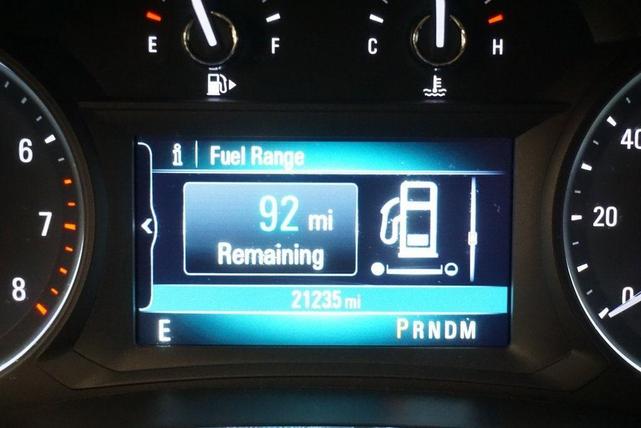 E F C H
6
7
8
i Fuel Range
92 mi
Remaining
21235 mi
E PRNDM
40
20
0